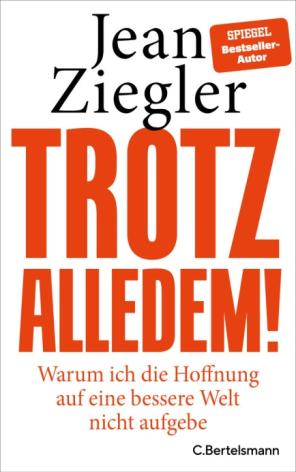 Jean
Ziegler
SPIEGEL
Bestseller-
Autor
TROTZ
ALLEDEM!
Warum ich die Hoffnung
auf eine bessere Welt
nicht aufgebe
C.Bertelsmann